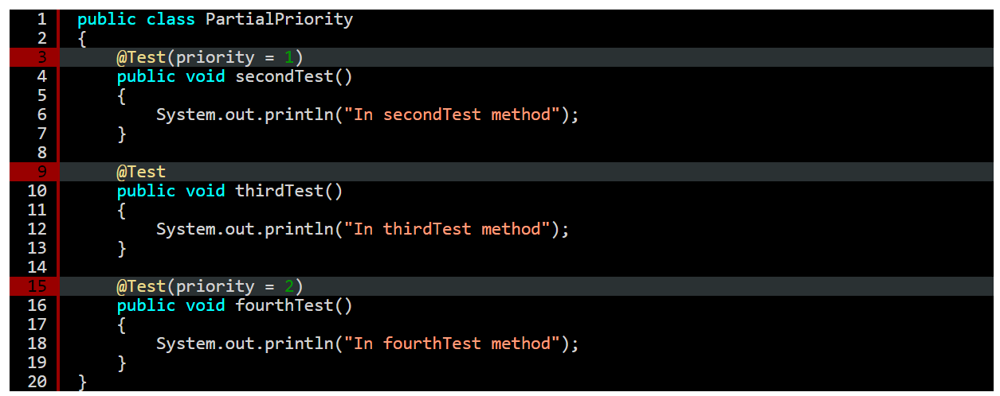 1 public class PartialPriority
2 {
3     @Test(priority = 1)
4     public void secondTest()
5     {
6         System.out.println("In secondTest method");
7     }
8
9     @Test
10     public void thirdTest()
11     {
12         System.out.println("In thirdTest method");
13     }
14
15     @Test(priority = 2)
16     public void fourthTest()
17     {
18         System.out.println("In fourthTest method");
19     }
20 }